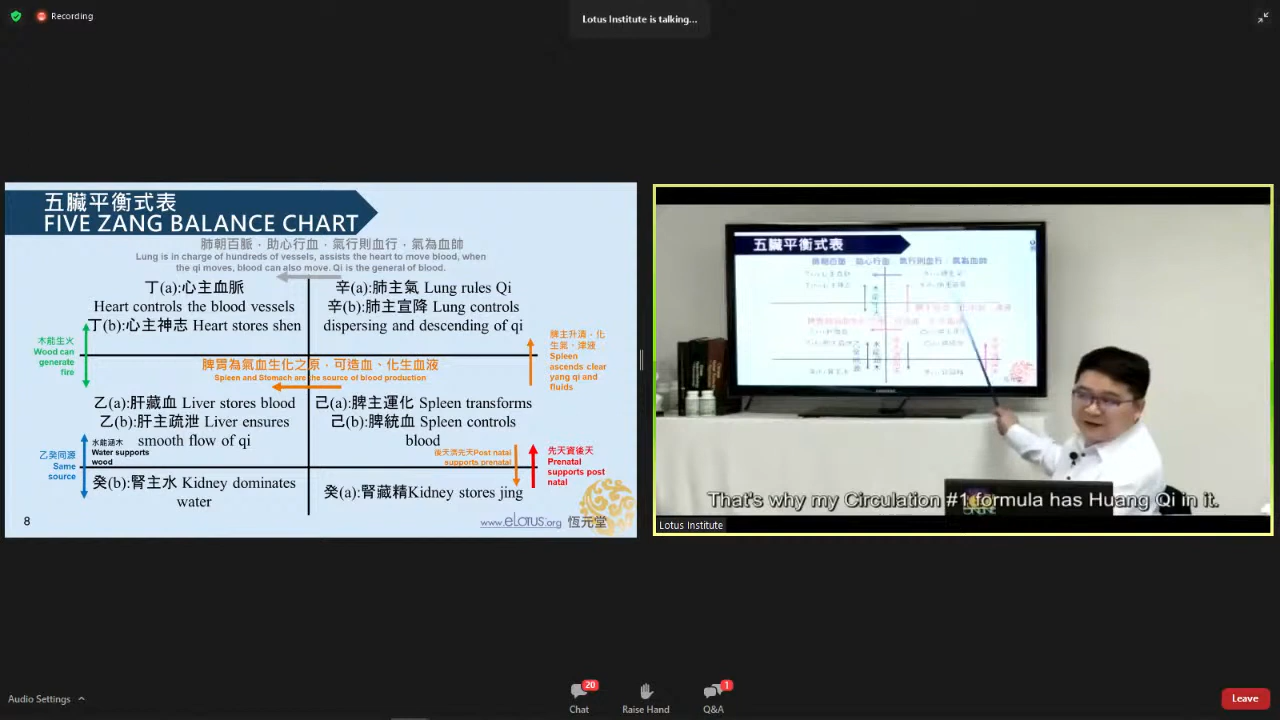 Recording
Lotus Institute is talking...
五臟平衡式表
FIVE ZANG BALANCE CHART
肺朝百脈．助心行血．氣行則血行．氣為血帥
Lung is in charge of hundreds of vessels, assists the heart to move blood, when
the qi moves, blood can also move. Qi is the general of blood.
丁(a):心主血脈
Heart controls the blood vessels
丁(b):心主神志 Heart stores shen
辛(a):肺主氣 Lung rules Qi
辛(b):肺主宣降 Lung controls
dispersing and descending of qi
木能生火
Wood can
generate
fire
脾主升清．化
生氣．津液
Spleen
ascends clear
yang qi and
fluids
脾胃為氣血生化之原．可造血、化生血液
Spleen and Stomach are the source of blood production
乙(a):肝藏血 Liver stores blood
乙(b):肝主疏泄 Liver ensures
smooth flow of qi
己(a):脾主運化 Spleen transforms
己(b):脾統血 Spleen controls
blood
乙癸同源
Same
source
水能涵木
Water supports
wood
後天濟先天Post natal
supports prenatal
先天資後天
Prenatal
supports post
natal
癸(b):腎主水 Kidney dominates
water
癸(a):腎藏精Kidney stores jing
8
www.eLotus.org 恆元堂
五臟平衡式表
That's why my Circulation #1 formula has Huang Qi in it.
Lotus Institute
Audio Settings
20
Chat
Raise Hand
1
Q&A
Leave